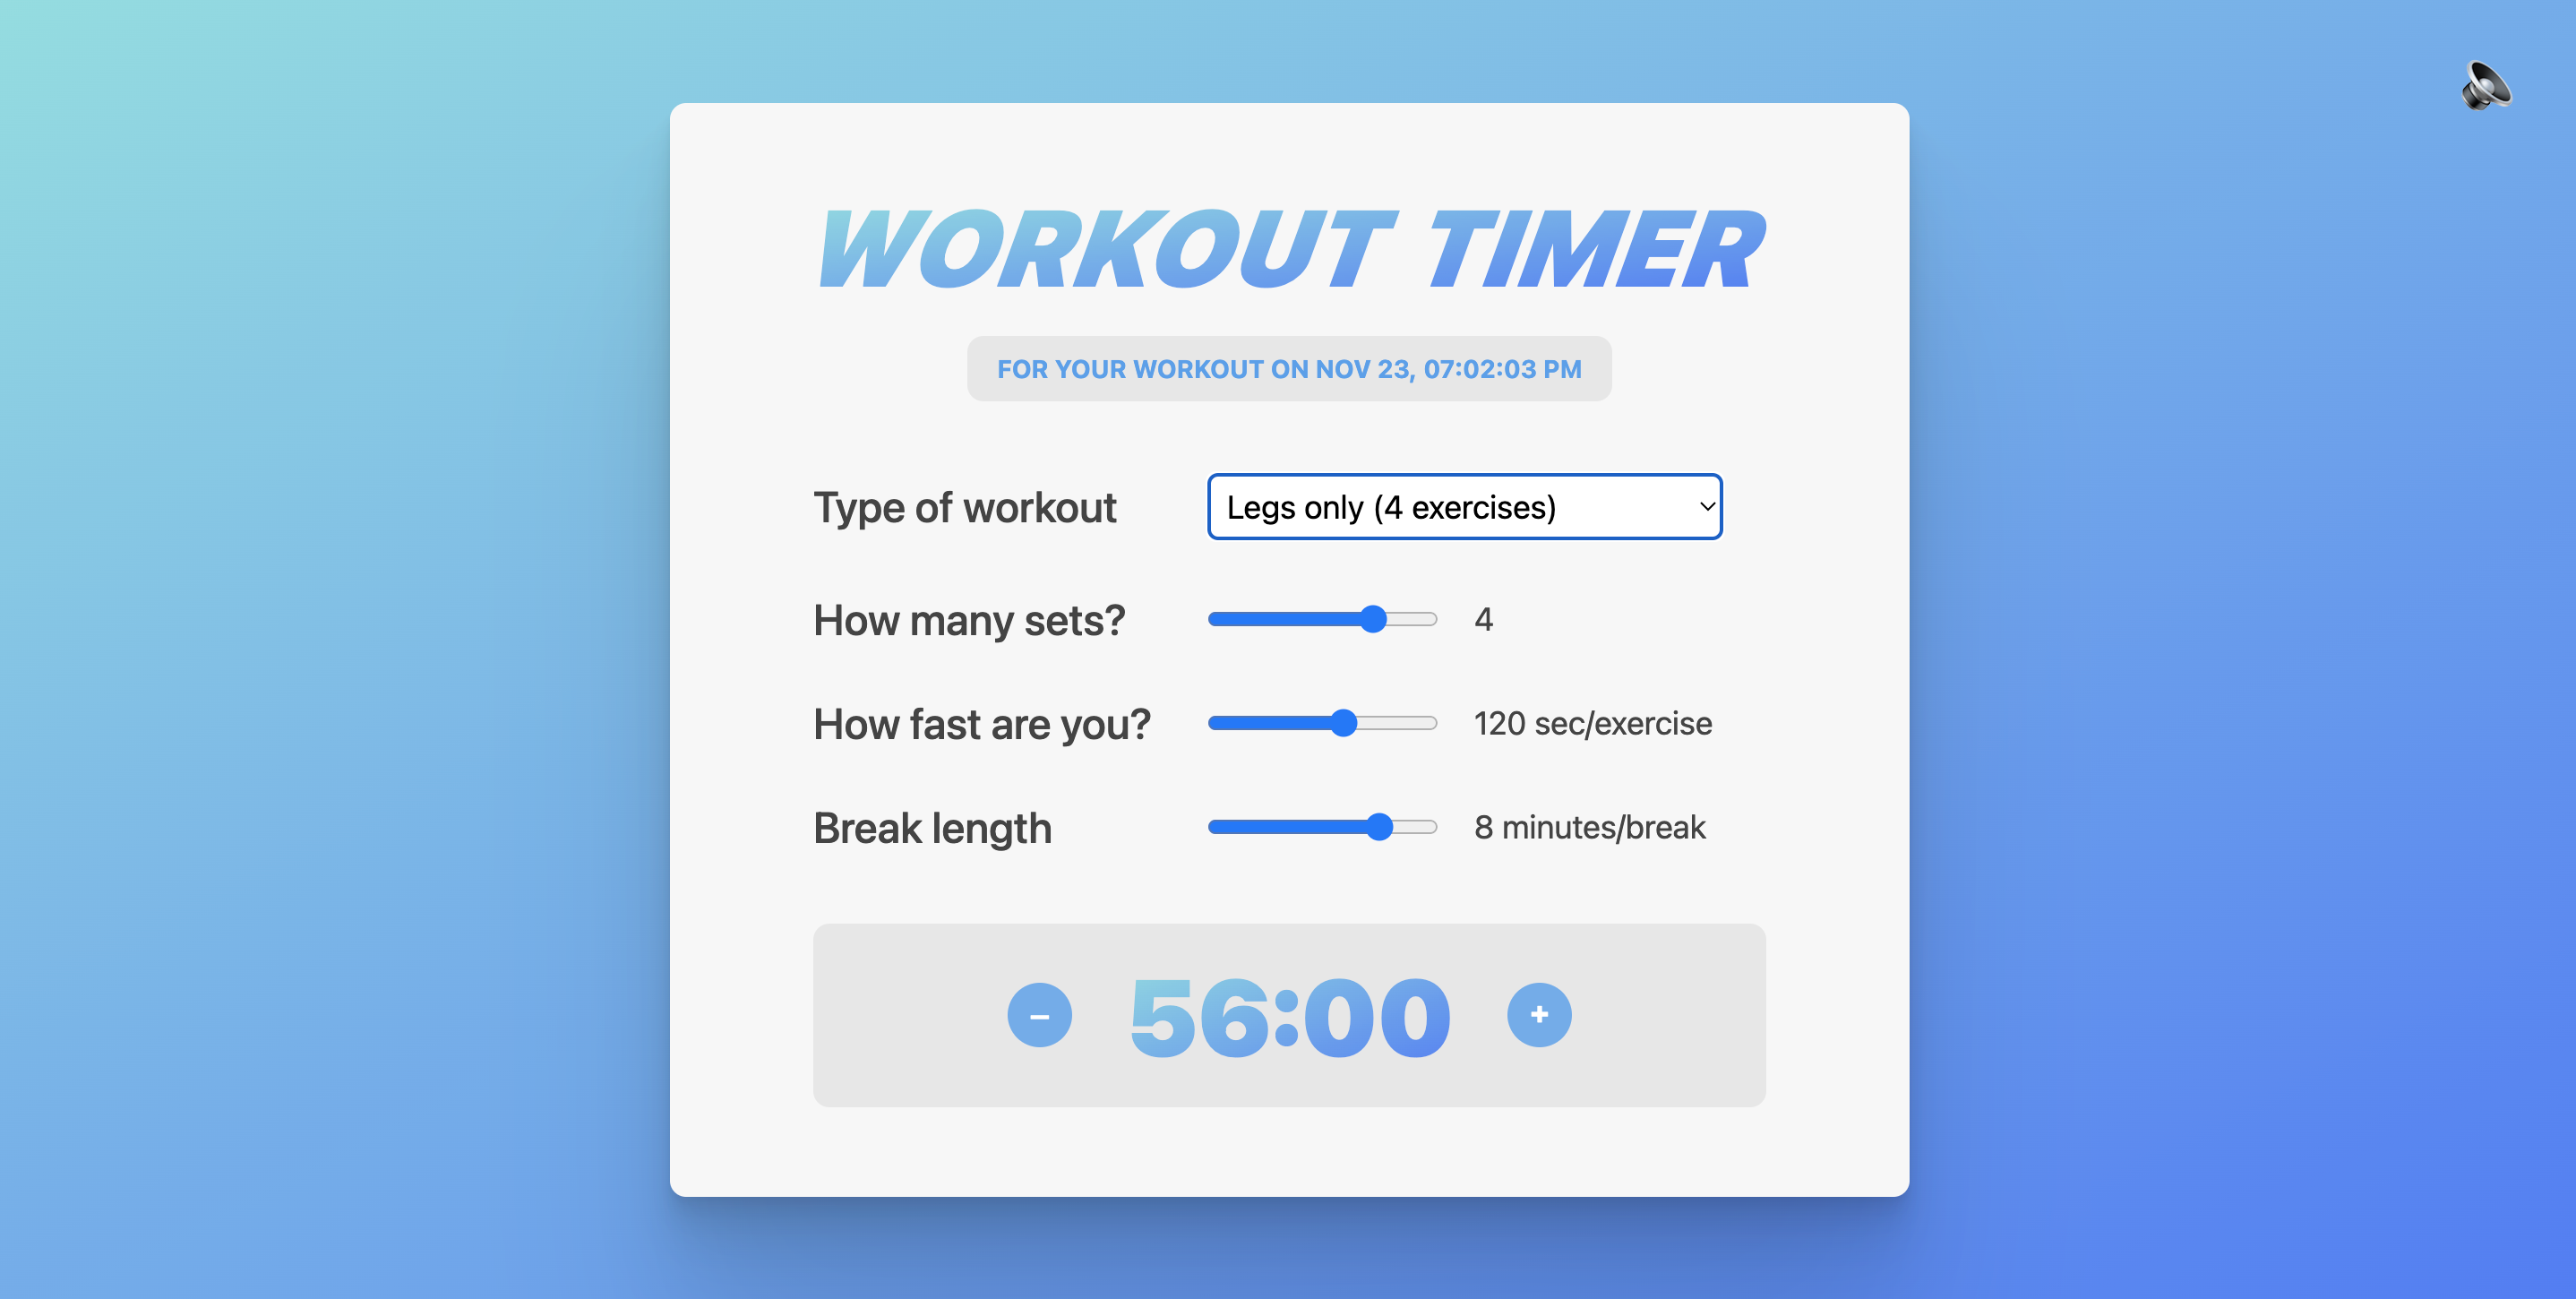 WORKOUT TIMER
FOR YOUR WORKOUT ON NOV 23, 07:02:03 PM
Type of workout Legs only (4 exercises)
How many sets? 4
How fast are you? 120 sec/exercise
Break length 8 minutes/break
– 56:00 +